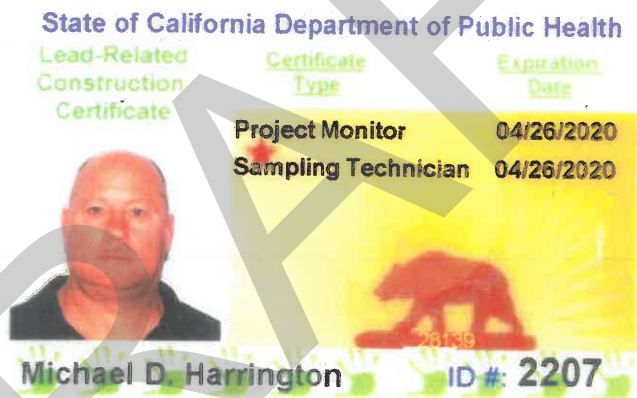 State of California Department of Public Health
Lead-Related
Construction
Certificate
Certificate
Type
Expiration
Date
Project Monitor 04/26/2020
Sampling Technician 04/26/2020
28139
Michael D. Harrington ID #: 2207